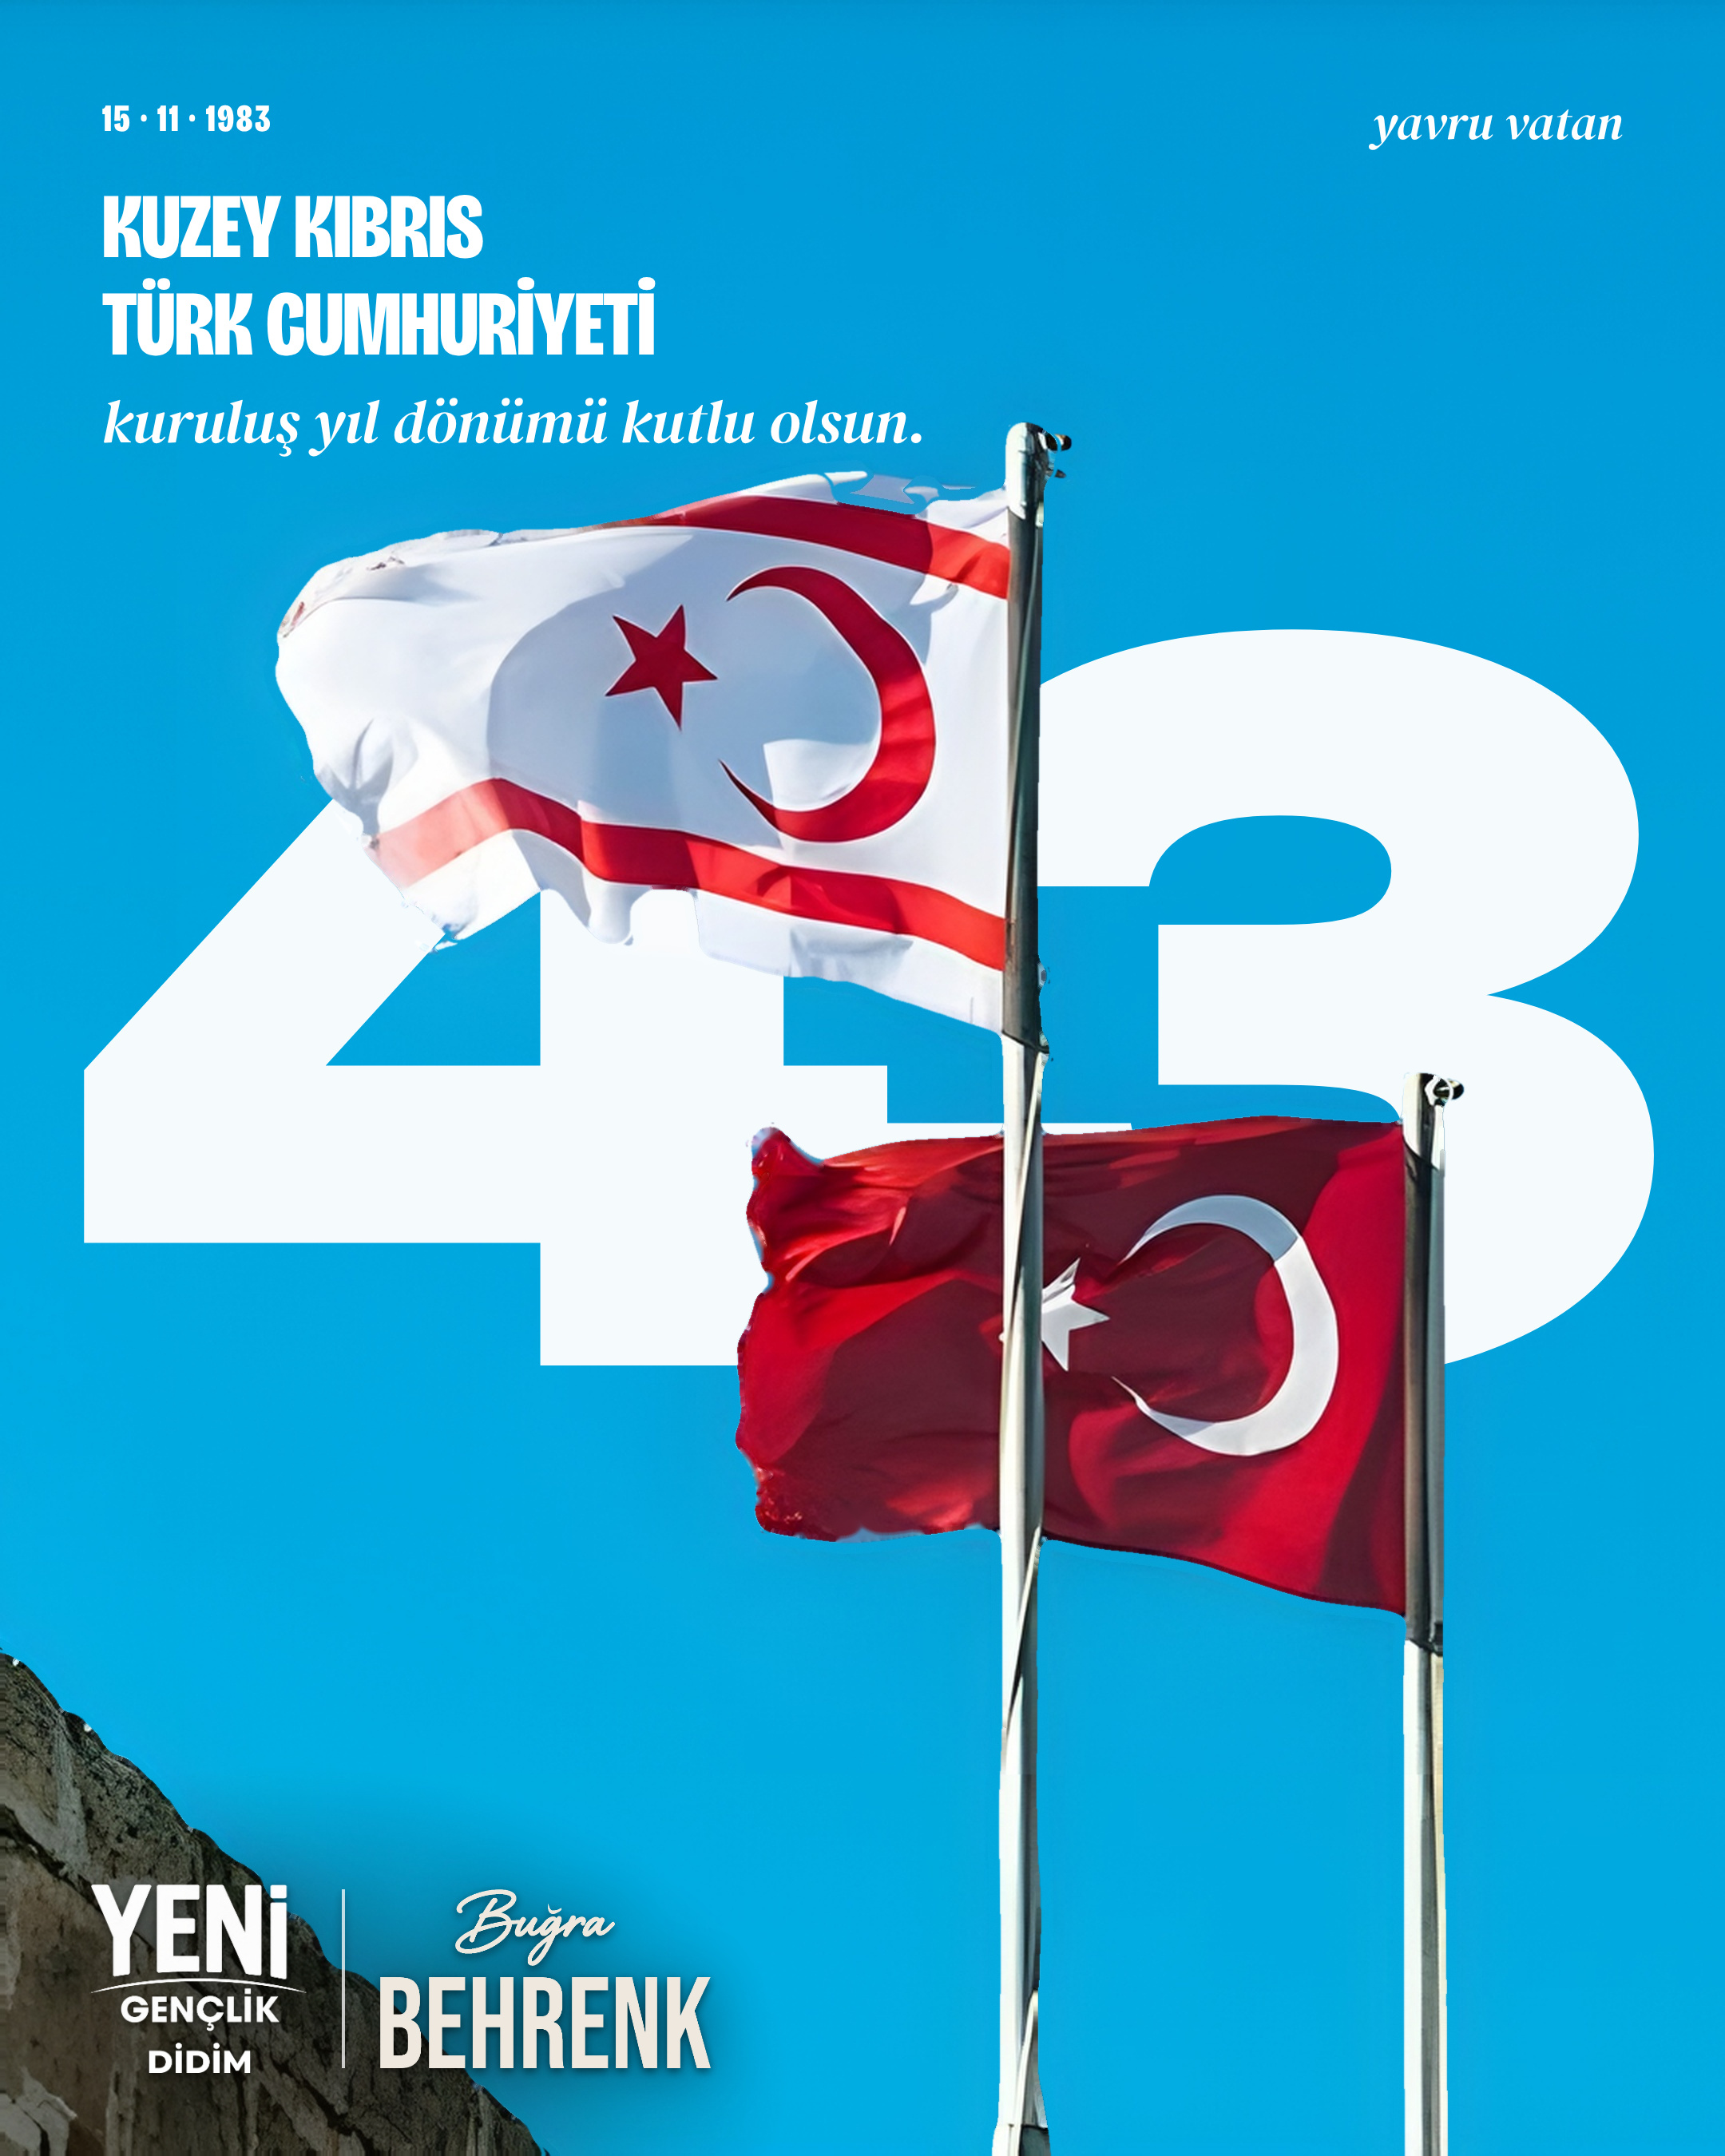 15 · 11 · 1983
yavru vatan
KUZEY KIBRIS
TÜRK CUMHURİYETİ
kuruluş yıl dönümü kutlu olsun.
43
YENİ
GENÇLİK
DİDİM
Buğra
BEHRENK